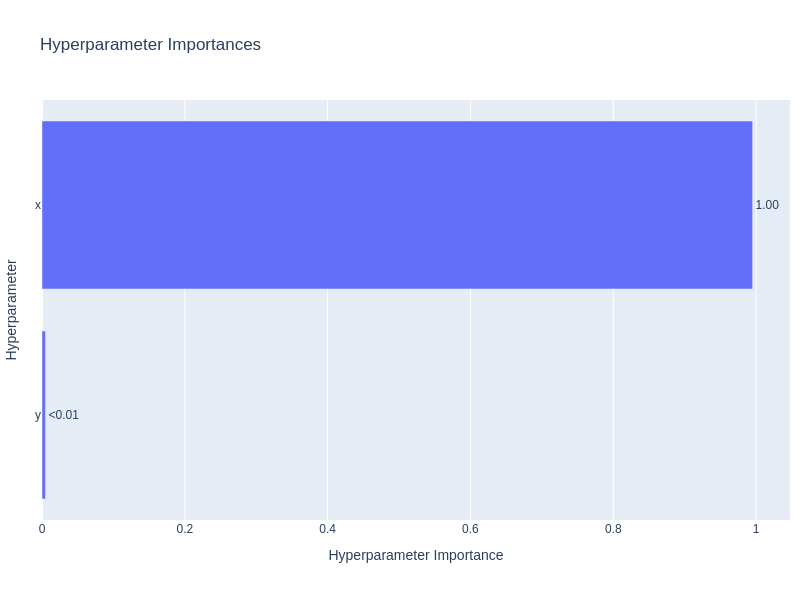 Hyperparameter Importances
Hyperparameter
x
1.00
y
<0.01
0
0.2
0.4
0.6
0.8
1
Hyperparameter Importance